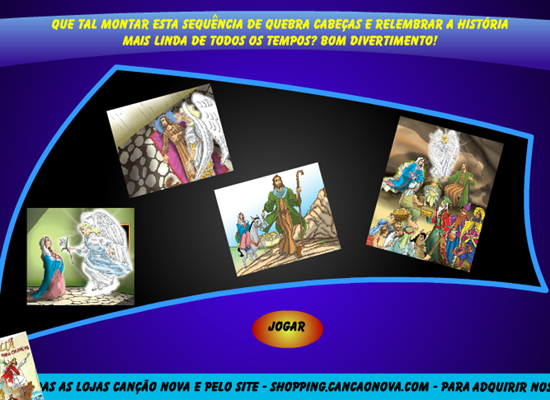 QUE TAL MONTAR ESTA SEQUÊNCIA DE QUEBRA CABEÇAS E RELEMBRAR A HISTÓRIA
MAIS LINDA DE TODOS OS TEMPOS? BOM DIVERTIMENTO!
JOGAR
AS AS LOJAS CANÇÃO NOVA E PELO SITE - SHOPPING.CANCAONOVA.COM - PARA ADQUIRIR NOS